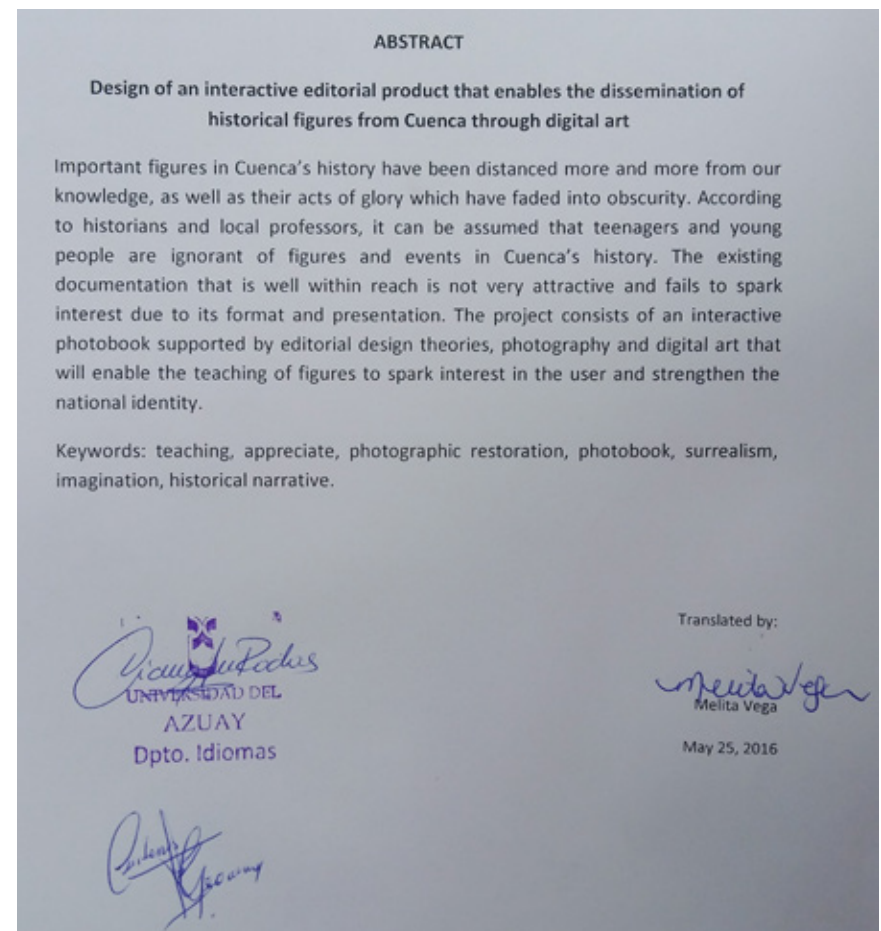 ABSTRACT
Design of an interactive editorial product that enables the dissemination of
historical figures from Cuenca through digital art
Important figures in Cuenca's history have been distanced more and more from our
knowledge, as well as their acts of glory which have faded into obscurity. According
to historians and local professors, it can be assumed that teenagers and young
people are ignorant of figures and events in Cuenca's history. The existing
documentation that is well within reach is not very attractive and fails to spark
interest due to its format and presentation. The project consists of an interactive
photobook supported by editorial design theories, photography and digital art that
will enable the teaching of figures to spark interest in the user and strengthen the
national identity.
Keywords: teaching, appreciate, photographic restoration, photobook, surrealism,
imagination, historical narrative.
UNIVERSIDAD DEL
AZUAY
Dpto. Idiomas
Translated by:
Melita Vega
Melita Vega
May 25, 2016